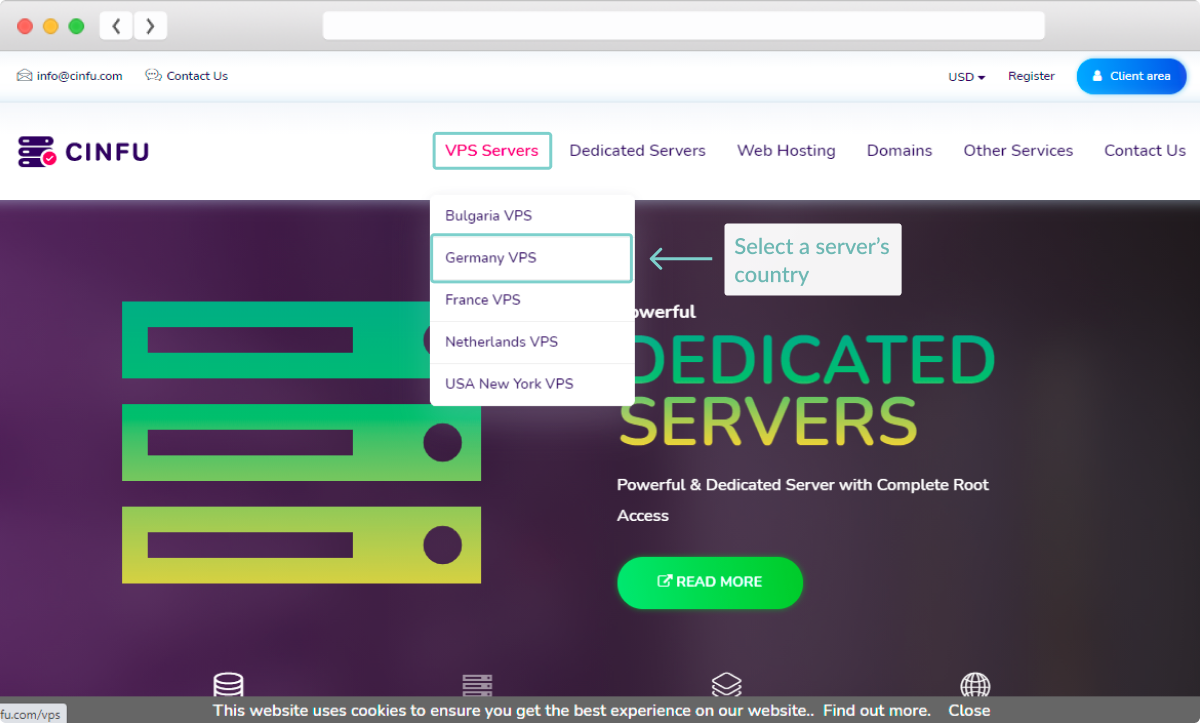 info@cinfu.com
Contact Us
USD
Register
Client area
CINFU
VPS Servers
Dedicated Servers
Web Hosting
Domains
Other Services
Contact Us
Bulgaria VPS
Germany VPS
France VPS
Netherlands VPS
USA New York VPS
Select a server's
country
owerful
DEDICATED
SERVERS
Powerful & Dedicated Server with Complete Root
Access
READ MORE
This website uses cookies to ensure you get the best experience on our website.. Find out more. Close
fu.com/vps